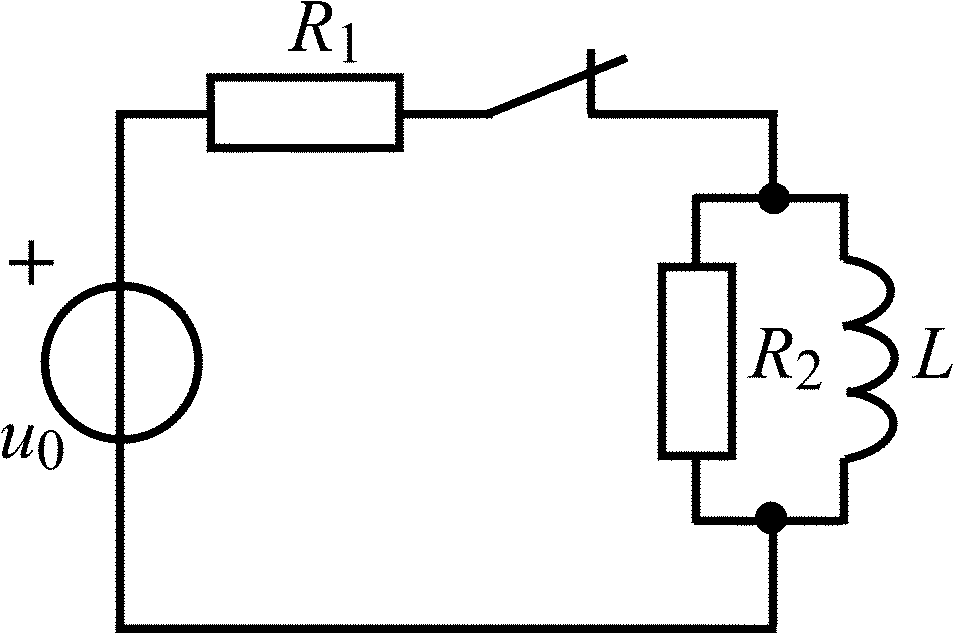 R₁
+
R₂
L
u₀